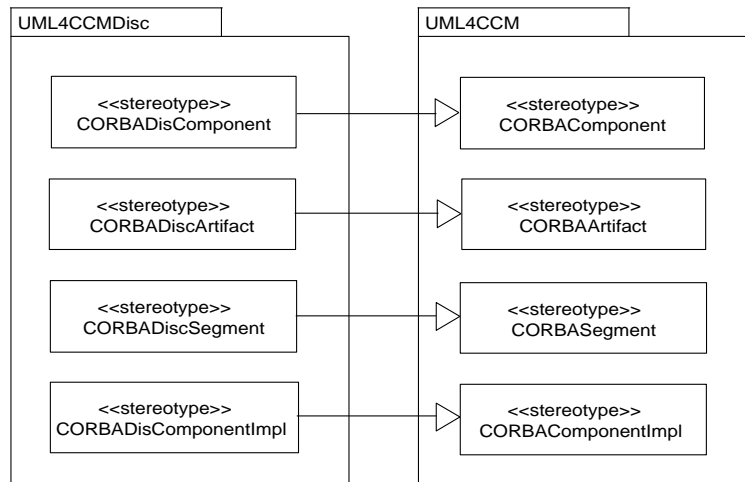 UML4CCMDisc
UML4CCM
<<stereotype>>
CORBADisComponent
<<stereotype>>
CORBAComponent
<<stereotype>>
CORBADiscArtifact
<<stereotype>>
CORBAArtifact
<<stereotype>>
CORBADiscSegment
<<stereotype>>
CORBASegment
<<stereotype>>
CORBADisComponentImpl
<<stereotype>>
CORBAComponentImpl